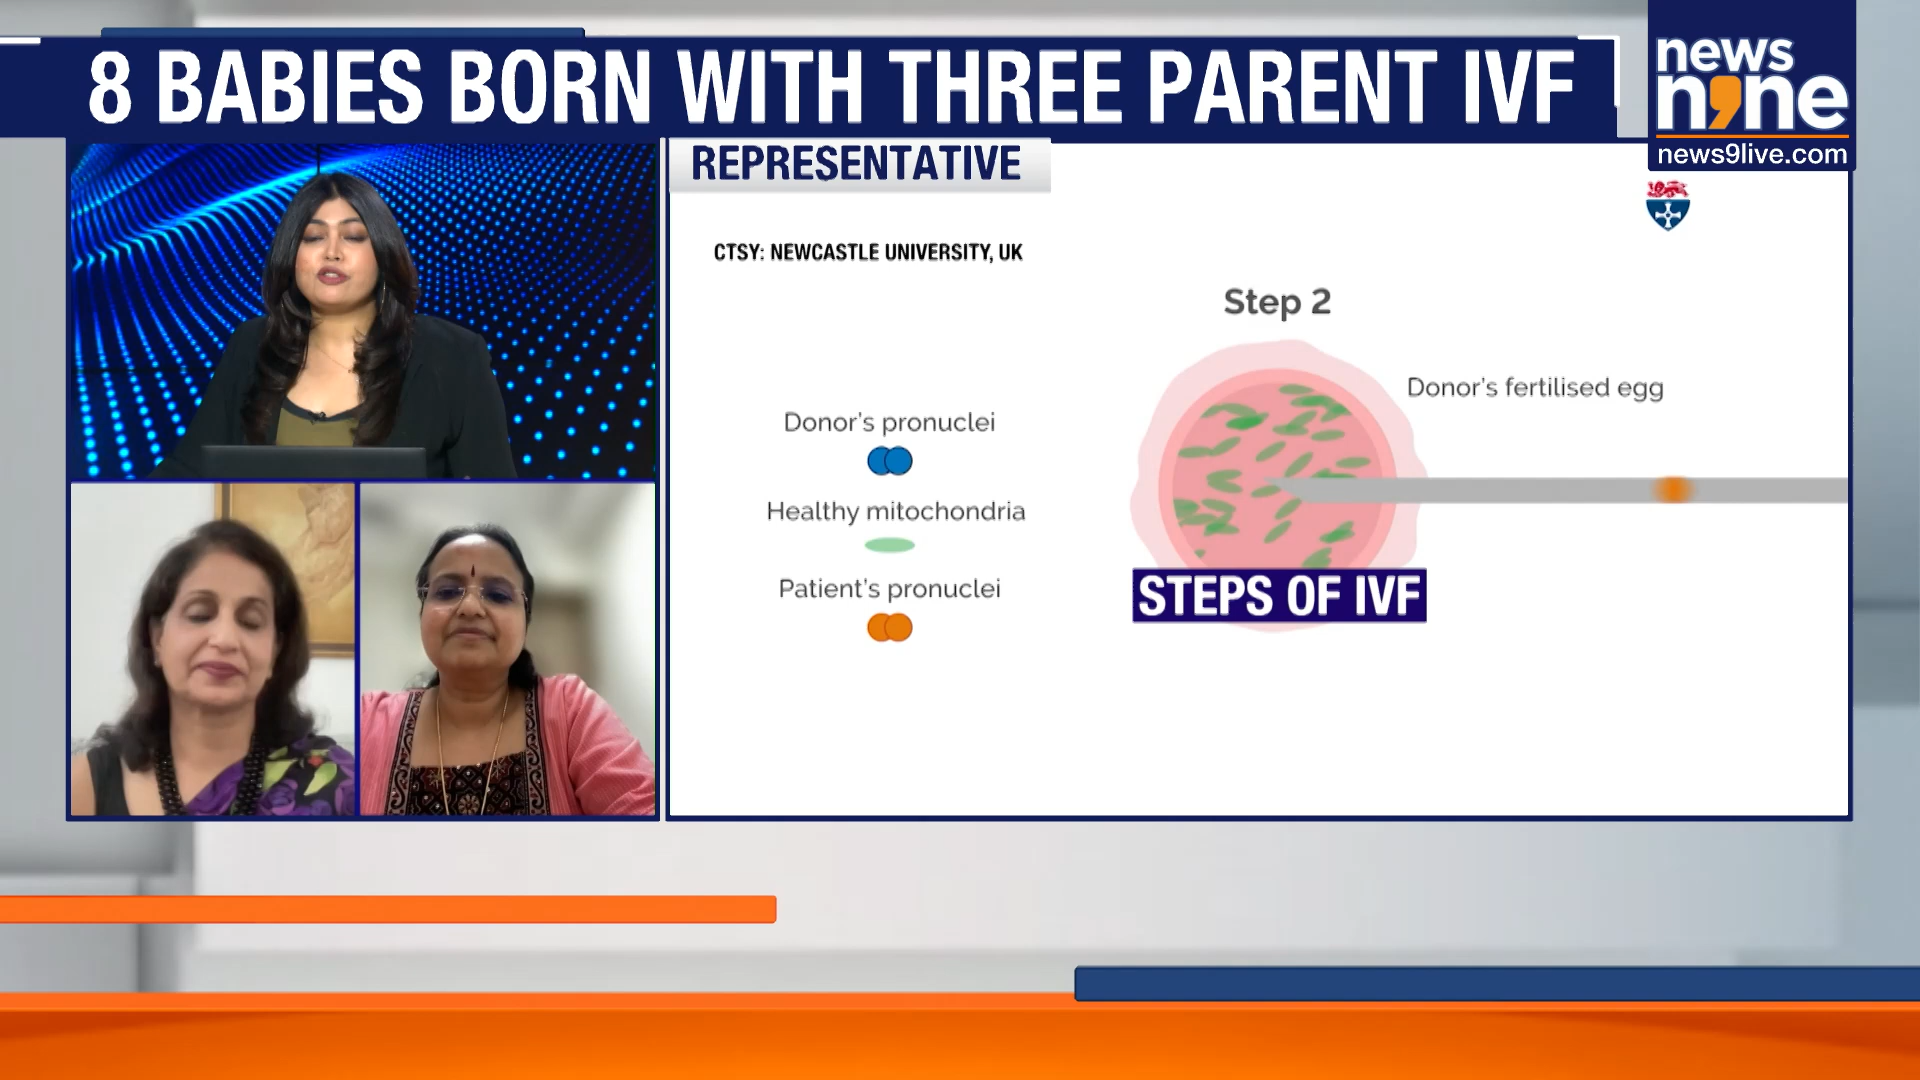 8 BABIES BORN WITH THREE PARENT IVF
news
n9ne
news9live.com
REPRESENTATIVE
CTSY: NEWCASTLE UNIVERSITY, UK
Step 2
Donor's fertilised egg
Donor's pronuclei
Healthy mitochondria
Patient's pronuclei
STEPS OF IVF